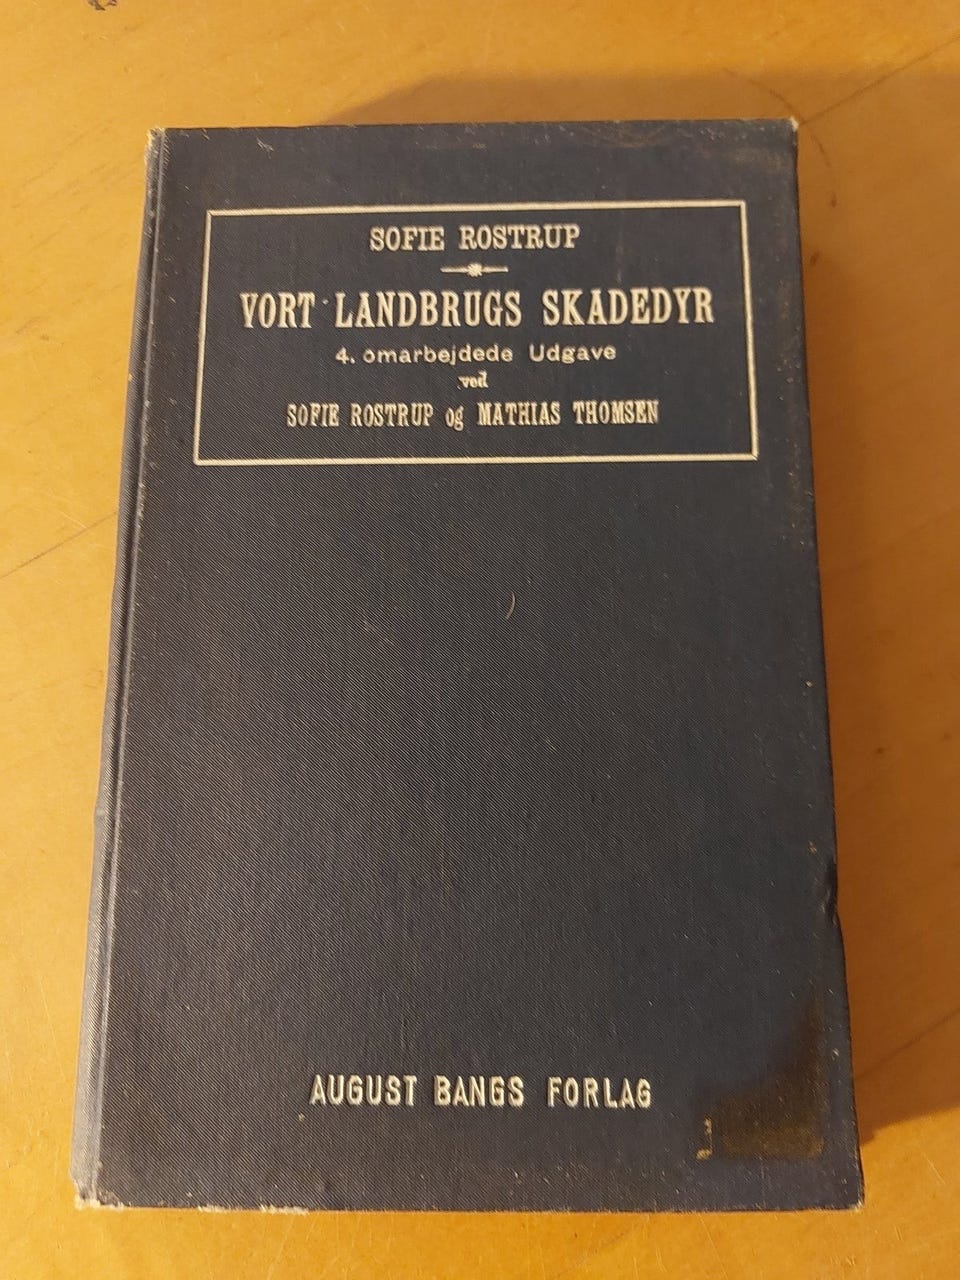 SOFIE ROSTRUP
VORT LANDBRUGS SKADEDYR
4. omarbejdede Udgave
ved
SOFIE ROSTRUP og MATHIAS THOMSEN
AUGUST BANGS FORLAG